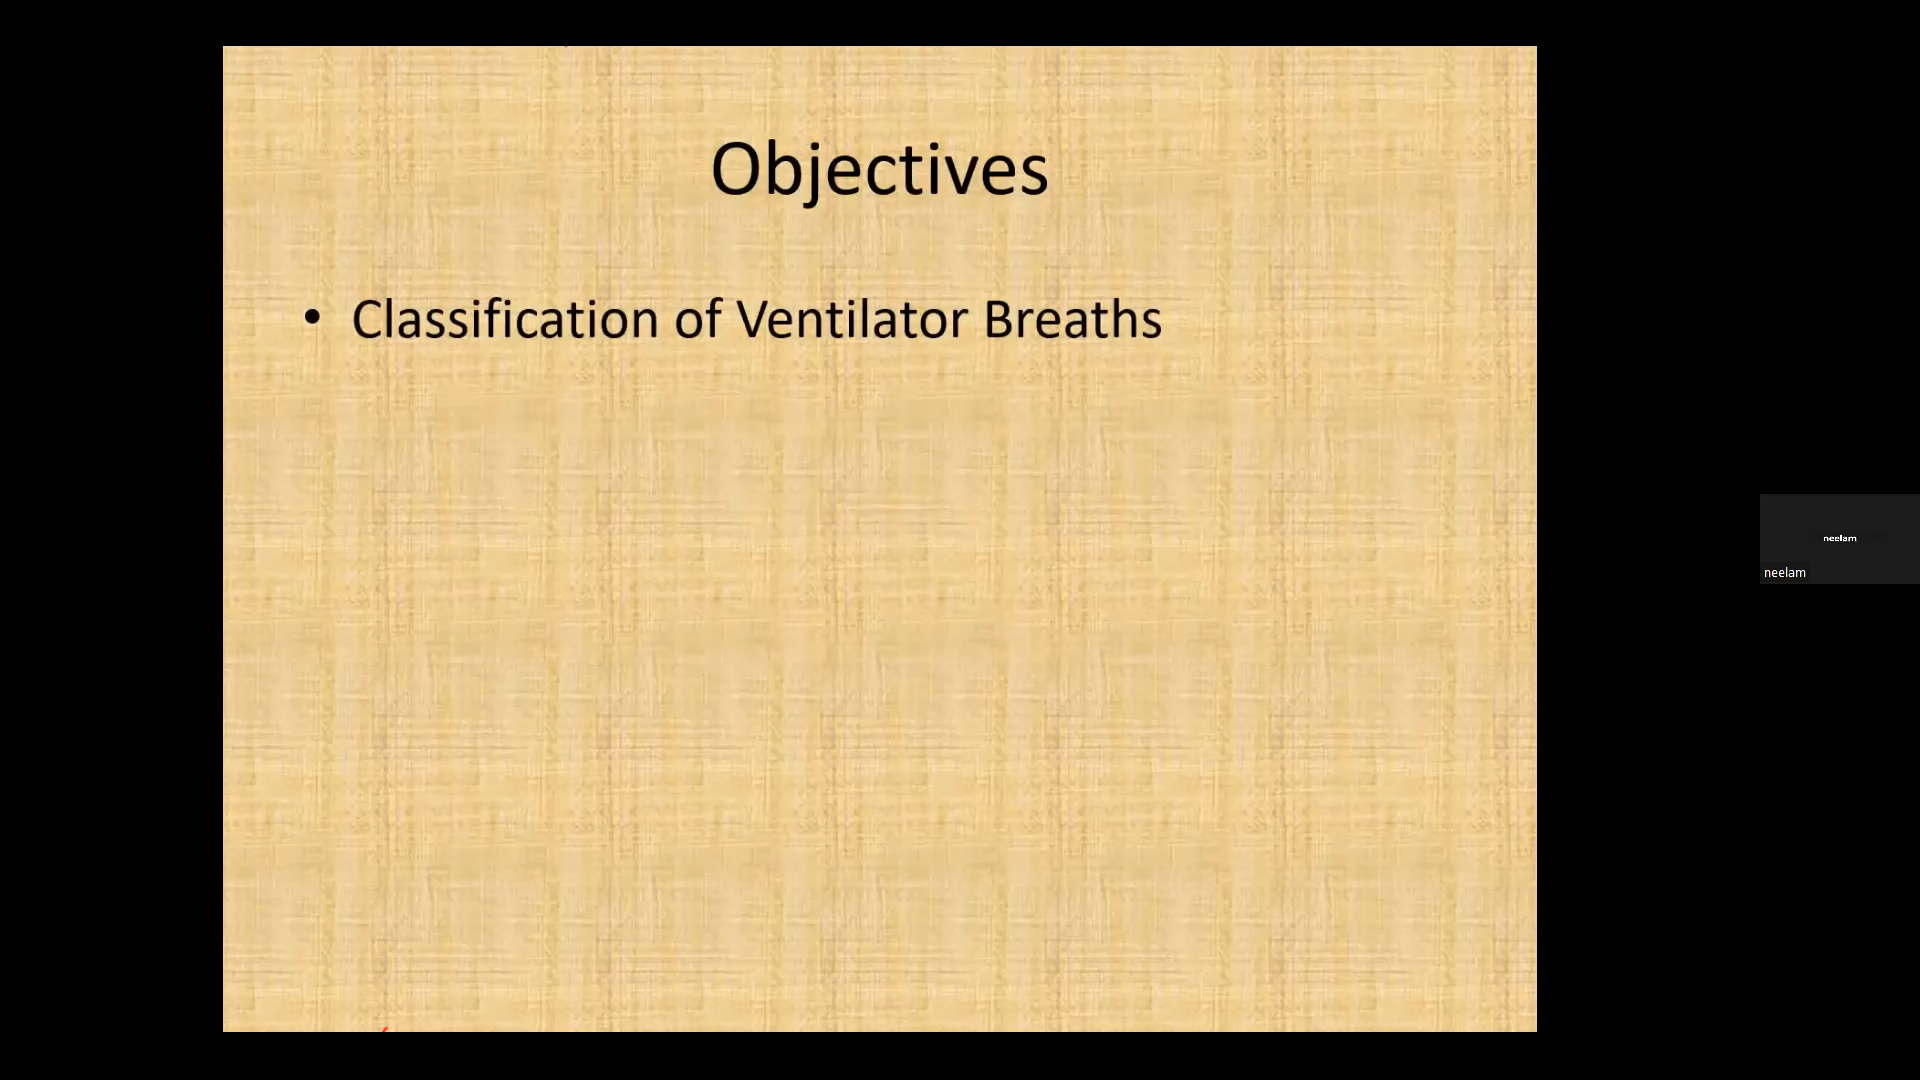 Objectives
• Classification of Ventilator Breaths
neelam
neelam